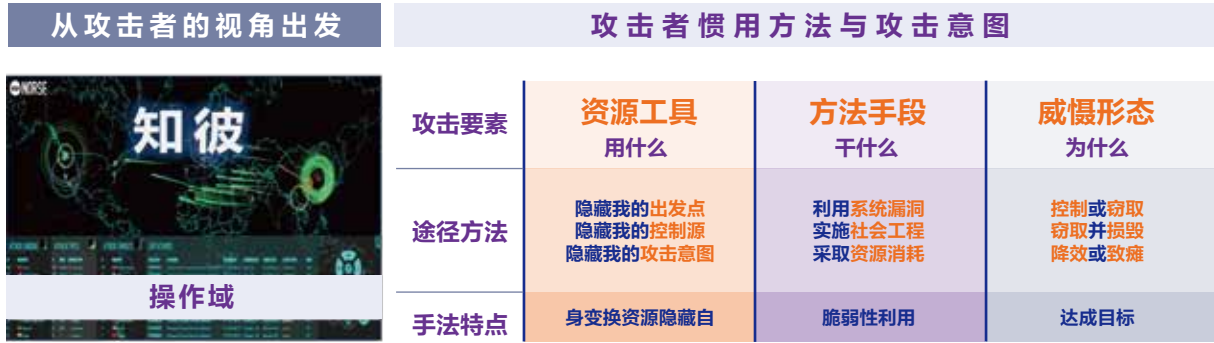 从攻击者的视角出发
攻击者惯用方法与攻击意图
NORSE
知彼
操作域
攻击要素
资源工具
用什么
方法手段
干什么
威慑形态
为什么
途径方法
隐藏我的出发点
隐藏我的控制源
隐藏我的攻击意图
利用系统漏洞
实施社会工程
采取资源消耗
控制或窃取
窃取并损毁
降效或致瘫
手法特点
身变换资源隐藏自
脆弱性利用
达成目标